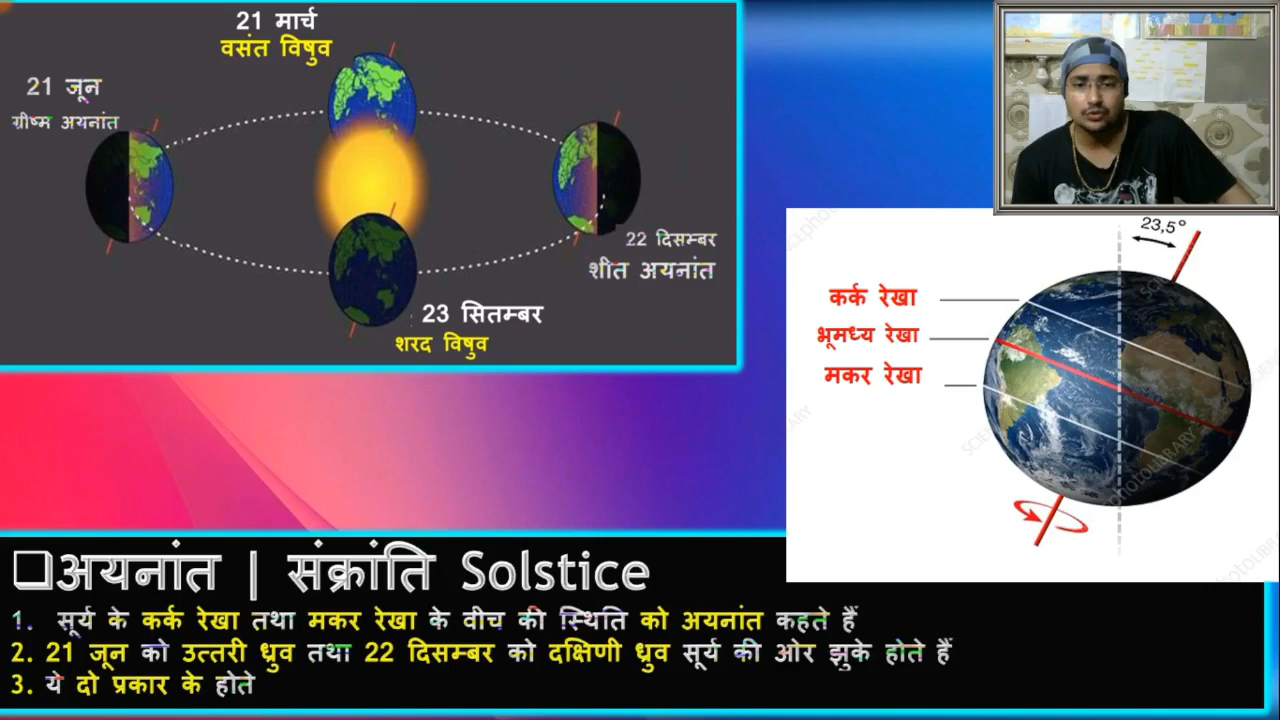 21 मार्च
वसंत विषुव
21 जून
ग्रीष्म अयनांत
22 दिसम्बर
शीत अयनांत
23 सितम्बर
शरद विषुव
23,5°
कर्क रेखा
भूमध्य रेखा
मकर रेखा
❑अयनांत | संक्रांति Solstice
1. सूर्य के कर्क रेखा तथा मकर रेखा के वीच की स्थिति को अयनांत कहते हैं
2. 21 जून को उत्तरी ध्रुव तथा 22 दिसम्बर को दक्षिणी ध्रुव सूर्य की ओर झुके होते हैं
3. ये दो प्रकार के होते